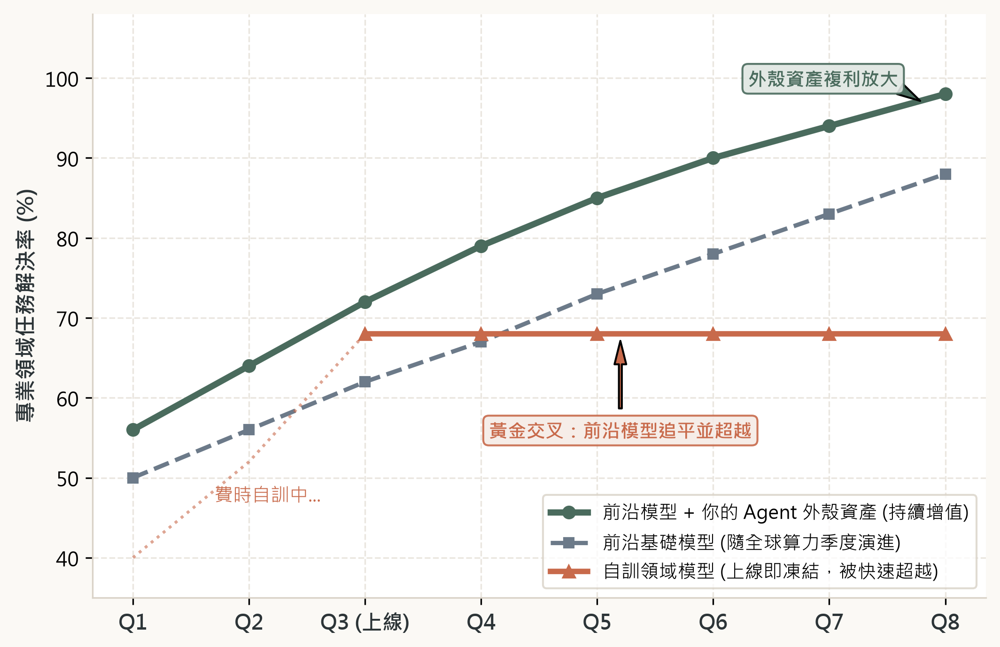 專業領域任務解決率 (%)
100
90
80
70
60
50
40
外殼資產複利放大
黃金交叉：前沿模型追平並超越
費時自訓中...
前沿模型 + 你的 Agent 外殼資產 (持續增值)
前沿基礎模型 (隨全球算力季度演進)
自訓領域模型 (上線即凍結，被快速超越)
Q1
Q2
Q3 (上線)
Q4
Q5
Q6
Q7
Q8